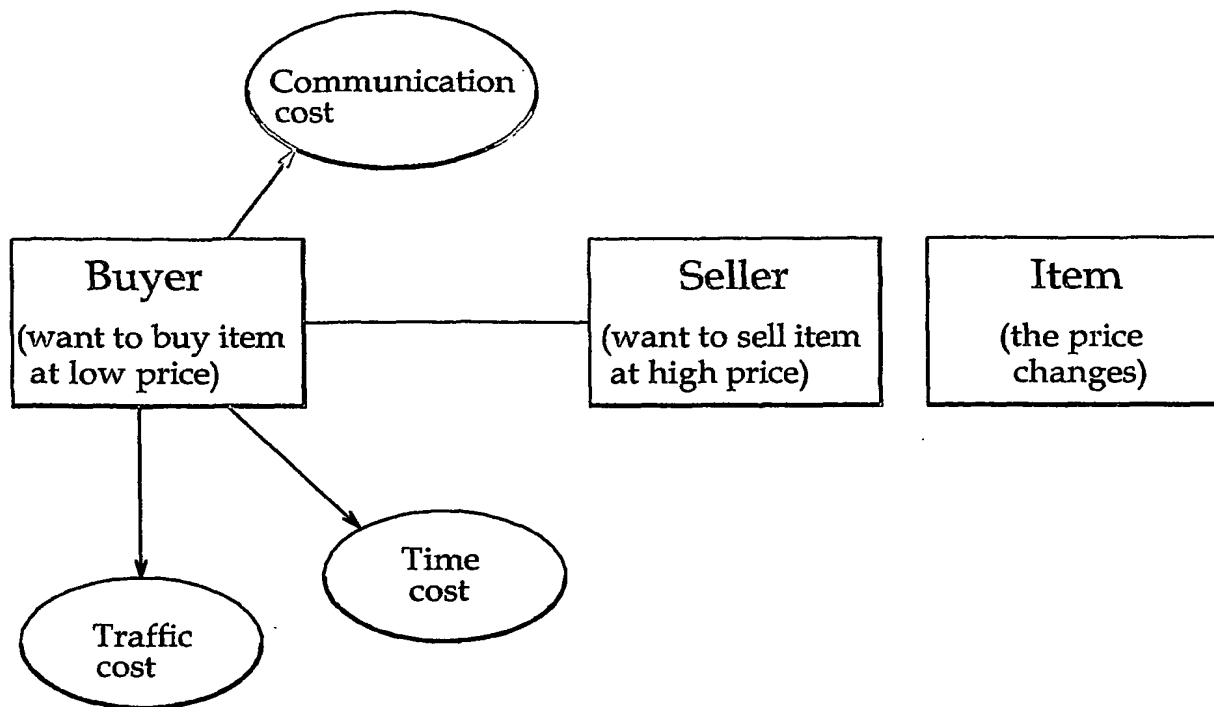 Communication
cost
Buyer
(want to buy item
at low price)
Seller
(want to sell item
at high price)
Item
(the price
changes)
Time
cost
Traffic
cost